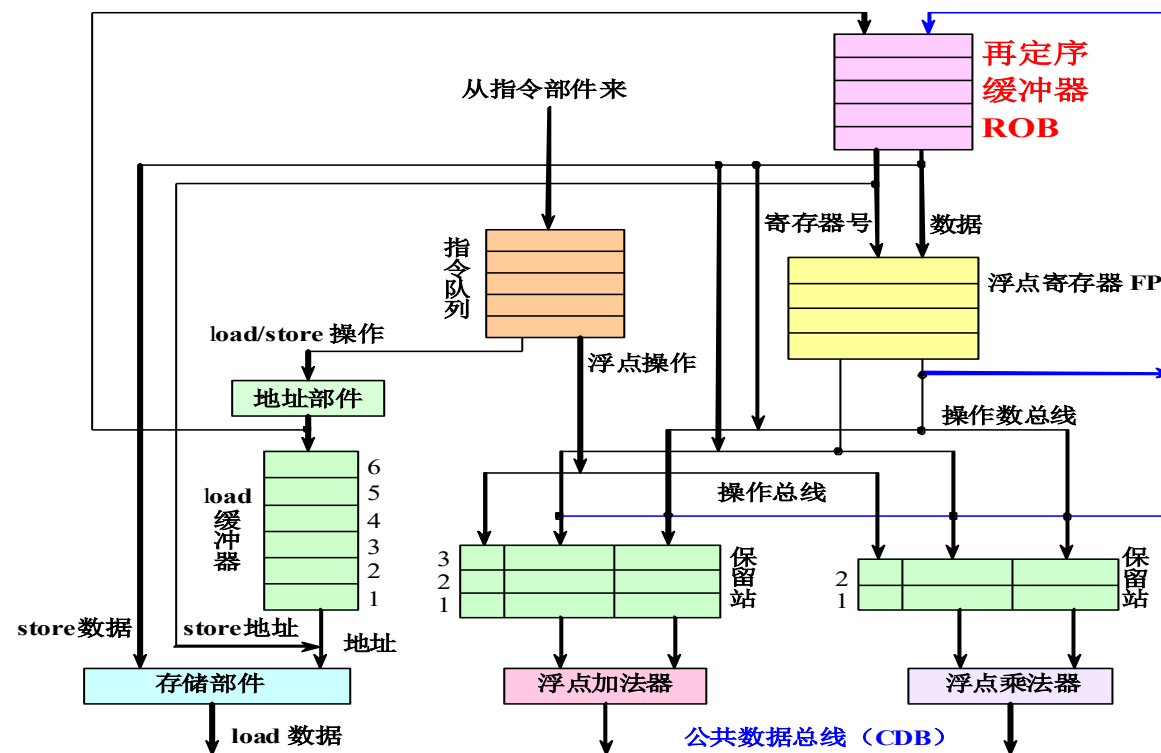 再定序
缓冲器
ROB
从指令部件来
寄存器号
数据
指令队列
浮点寄存器 FP
load/store 操作
浮点操作
地址部件
操作数总线
load缓冲器
6
5
4
3
2
1
操作总线
3
2
1
保留站
2
1
保留站
store数据
store地址
地址
存储部件
浮点加法器
浮点乘法器
load 数据
公共数据总线（CDB）